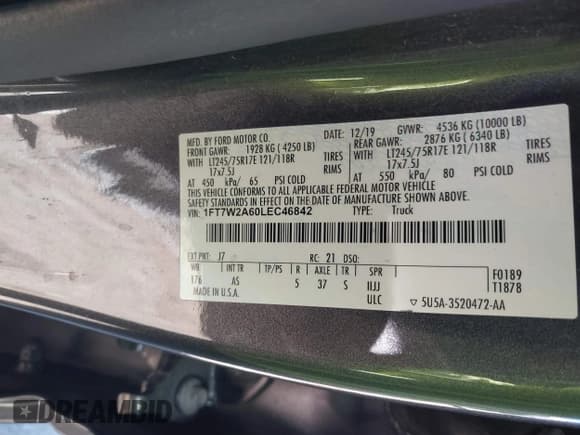 MFD. BY FORD MOTOR CO. 12/19 GVWR: 4536 KG (10000 LB)
FRONT GAWR: 1928 KG ( 4250 LB) REAR GAWR: 2876 KG ( 6340 LB)
WITH LT245/75R17E 121/118R TIRES WITH LT245/75R17E 121/118R TIRES
17x7.5J RIMS 17x7.5J RIMS
AT 450 kPa/ 65 PSI COLD AT 550 kPa/ 80 PSI COLD
THIS VEHICLE CONFORMS TO ALL APPLICABLE FEDERAL MOTOR VEHICLE
SAFETY STANDARDS IN EFFECT ON THE DATE OF MANUFACTURE SHOWN ABOVE.
VIN: 1FT7W2A60LEC46842 TYPE: Truck
EXT PNT: J7 RC: 21 DSO:
WB INT TR TP/PS R AXLE TR SPR F0189
176 AS 5 37 S IIJJ T1878
MADE IN U.S.A. ULC ▽ 5U5A-3520472-AA
DREAMBID